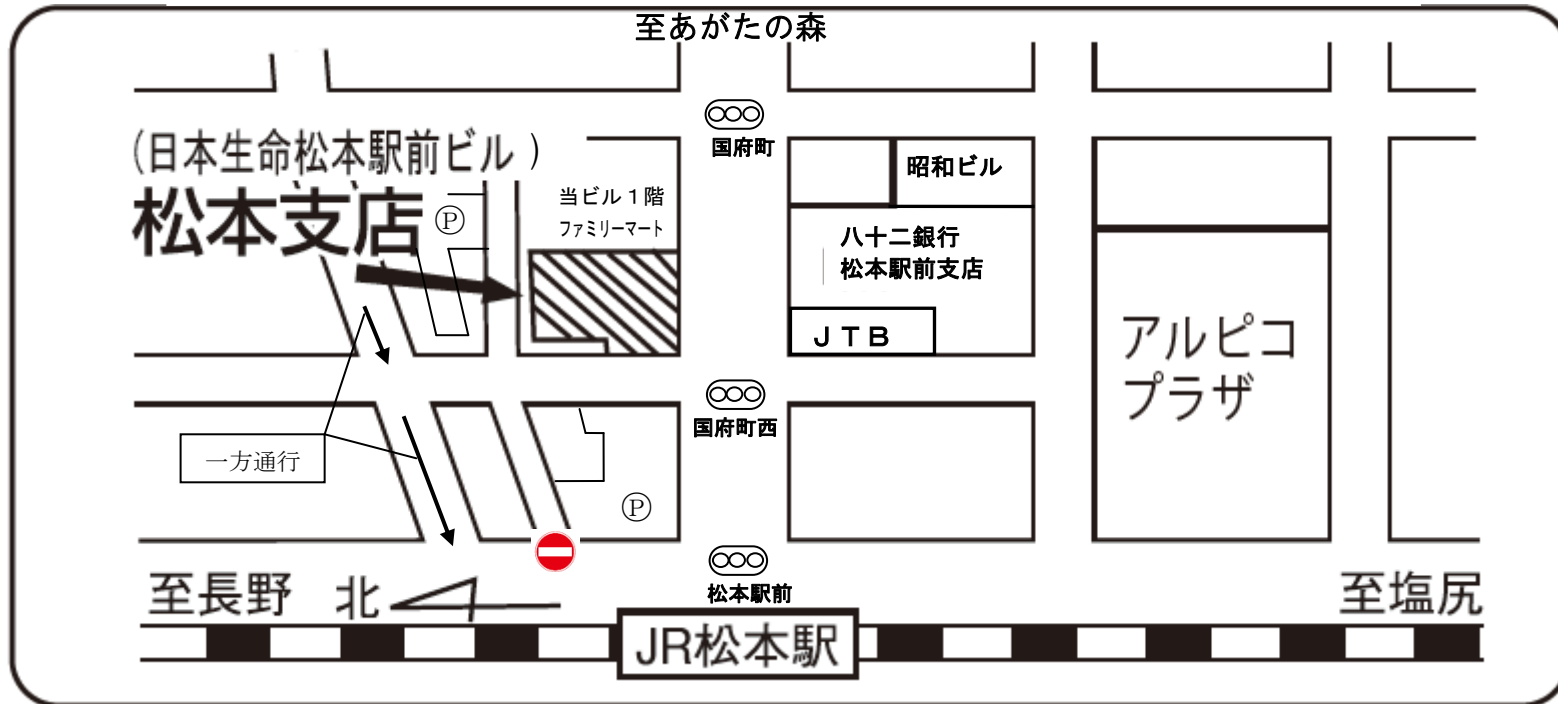 至あがたの森
国府町
(日本生命松本駅前ビル )
松本支店
Ⓟ
当ビル1階
ファミリーマート
昭和ビル
八十二銀行
松本駅前支店
JTB
アルピコ
プラザ
国府町西
一方通行
Ⓟ
松本駅前
至長野
北
至塩尻
JR松本駅